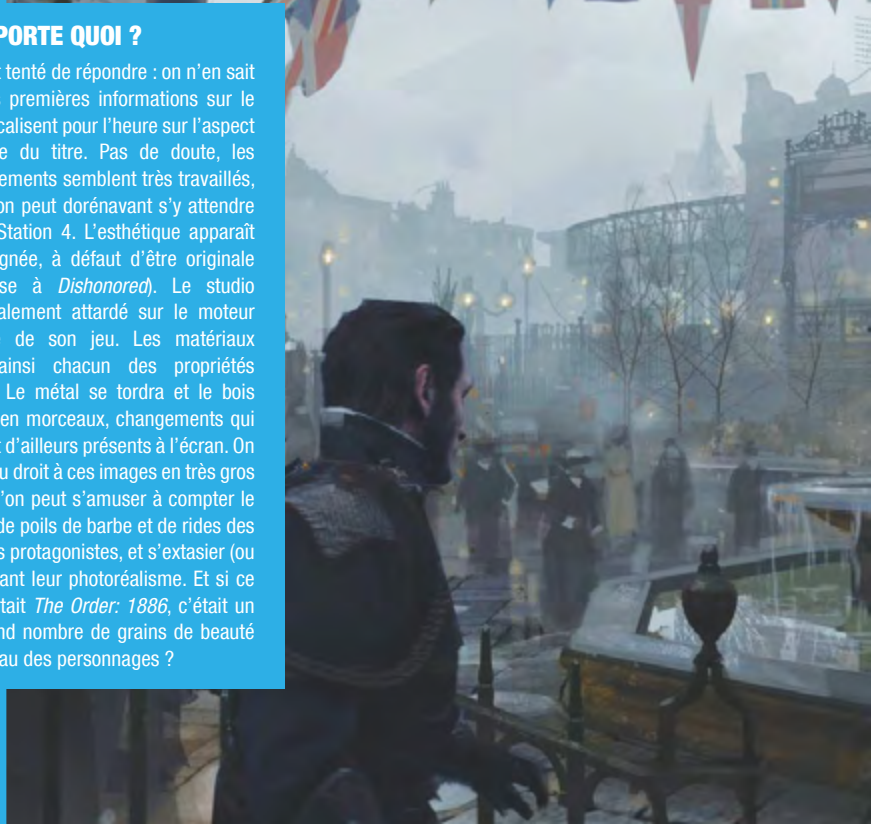 PORTE QUOI ?
tenté de répondre : on n'en sait
premières informations sur le
calisent pour l'heure sur l'aspect
e du titre. Pas de doute, les
ements semblent très travaillés,
on peut dorénavant s'y attendre
Station 4. L'esthétique apparaît
gnée, à défaut d'être originale
se à Dishonored). Le studio
alement attardé sur le moteur
de son jeu. Les matériaux
ainsi chacun des propriétés
Le métal se tordra et le bois
en morceaux, changements qui
t d'ailleurs présents à l'écran. On
u droit à ces images en très gros
'on peut s'amuser à compter le
de poils de barbe et de rides des
s protagonistes, et s'extasier (ou
ant leur photoréalisme. Et si ce
tait The Order: 1886, c'était un
nd nombre de grains de beauté
au des personnages ?